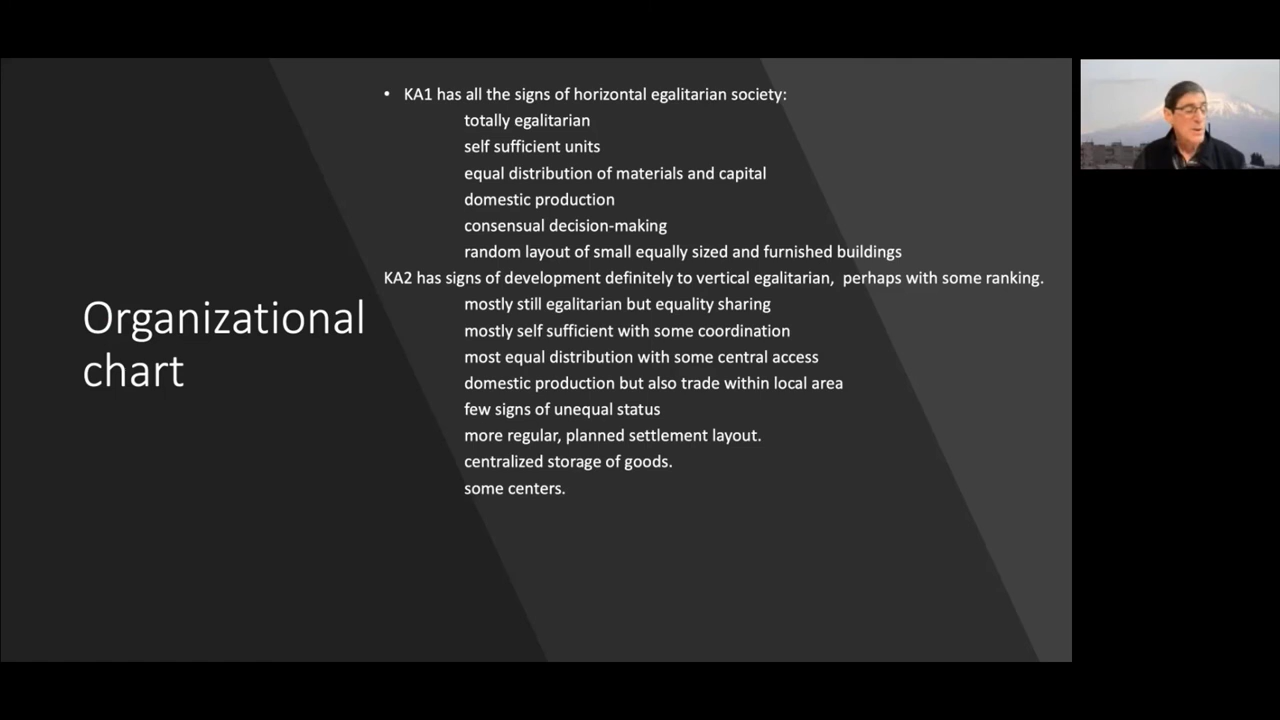 Organizational
chart
• KA1 has all the signs of horizontal egalitarian society:
totally egalitarian
self sufficient units
equal distribution of materials and capital
domestic production
consensual decision-making
random layout of small equally sized and furnished buildings
KA2 has signs of development definitely to vertical egalitarian, perhaps with some ranking.
mostly still egalitarian but equality sharing
mostly self sufficient with some coordination
most equal distribution with some central access
domestic production but also trade within local area
few signs of unequal status
more regular, planned settlement layout.
centralized storage of goods.
some centers.